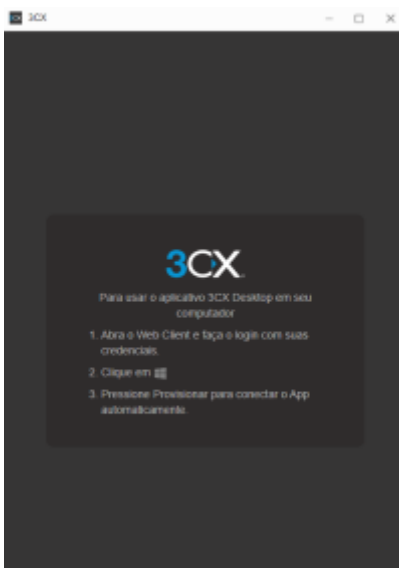 3CX
3CX
Para usar o aplicativo 3CX Desktop em seu
computador
1. Abra o Web Client e faça o login com suas
credenciais.
2. Clique em
3. Pressione Provisionar para conectar o App
automaticamente.